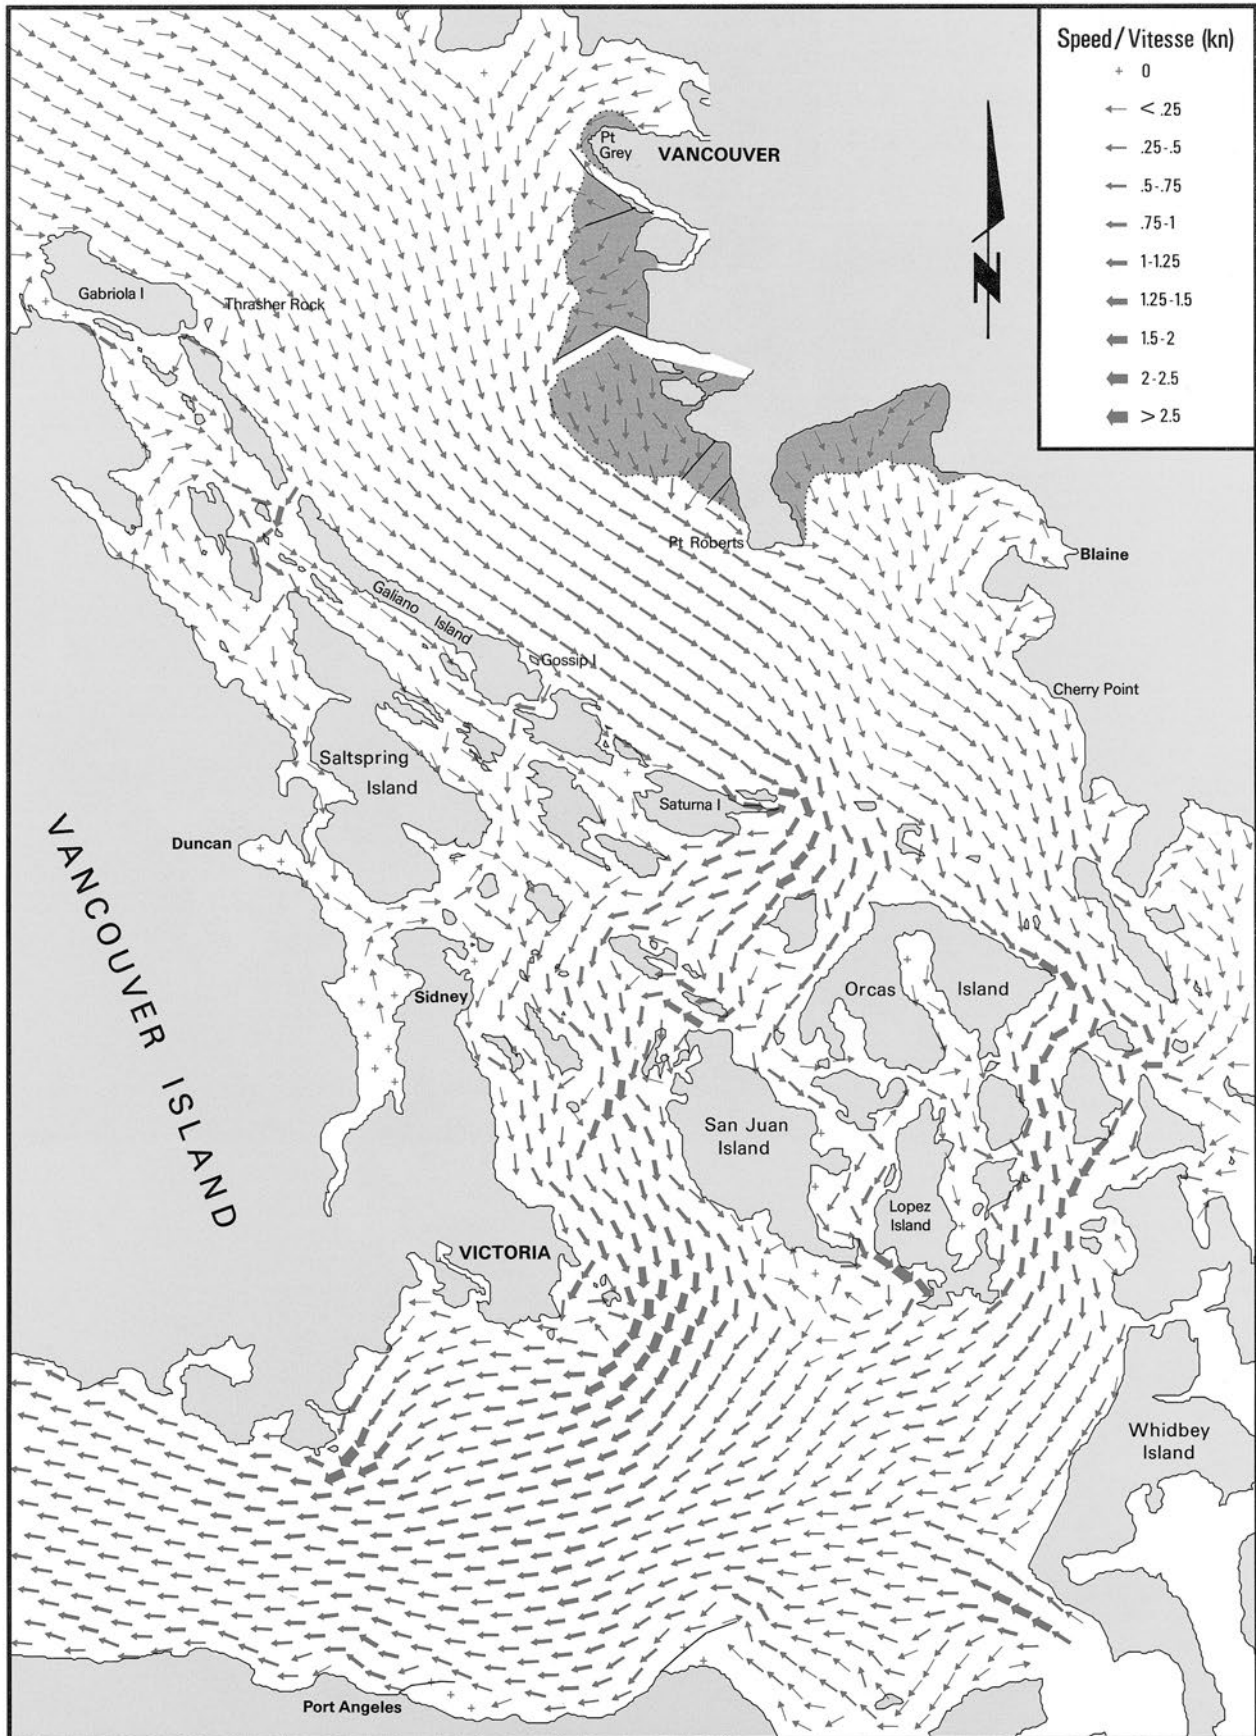 Speed/Vitesse (kn)
+ 0
< .25
.25-.5
.5-.75
.75-1
1-1.25
1.25-1.5
1.5-2
2-2.5
> 2.5
N
Pt
Grey
VANCOUVER
Gabriola I
Thrasher Rock
Pt Roberts
Blaine
Galiano
Island
Gossip I
Cherry Point
Saltspring
Island
Saturna I
Duncan
VANCOUVER ISLAND
Sidney
Orcas
Island
San Juan
Island
Lopez
Island
VICTORIA
Whidbey
Island
Port Angeles